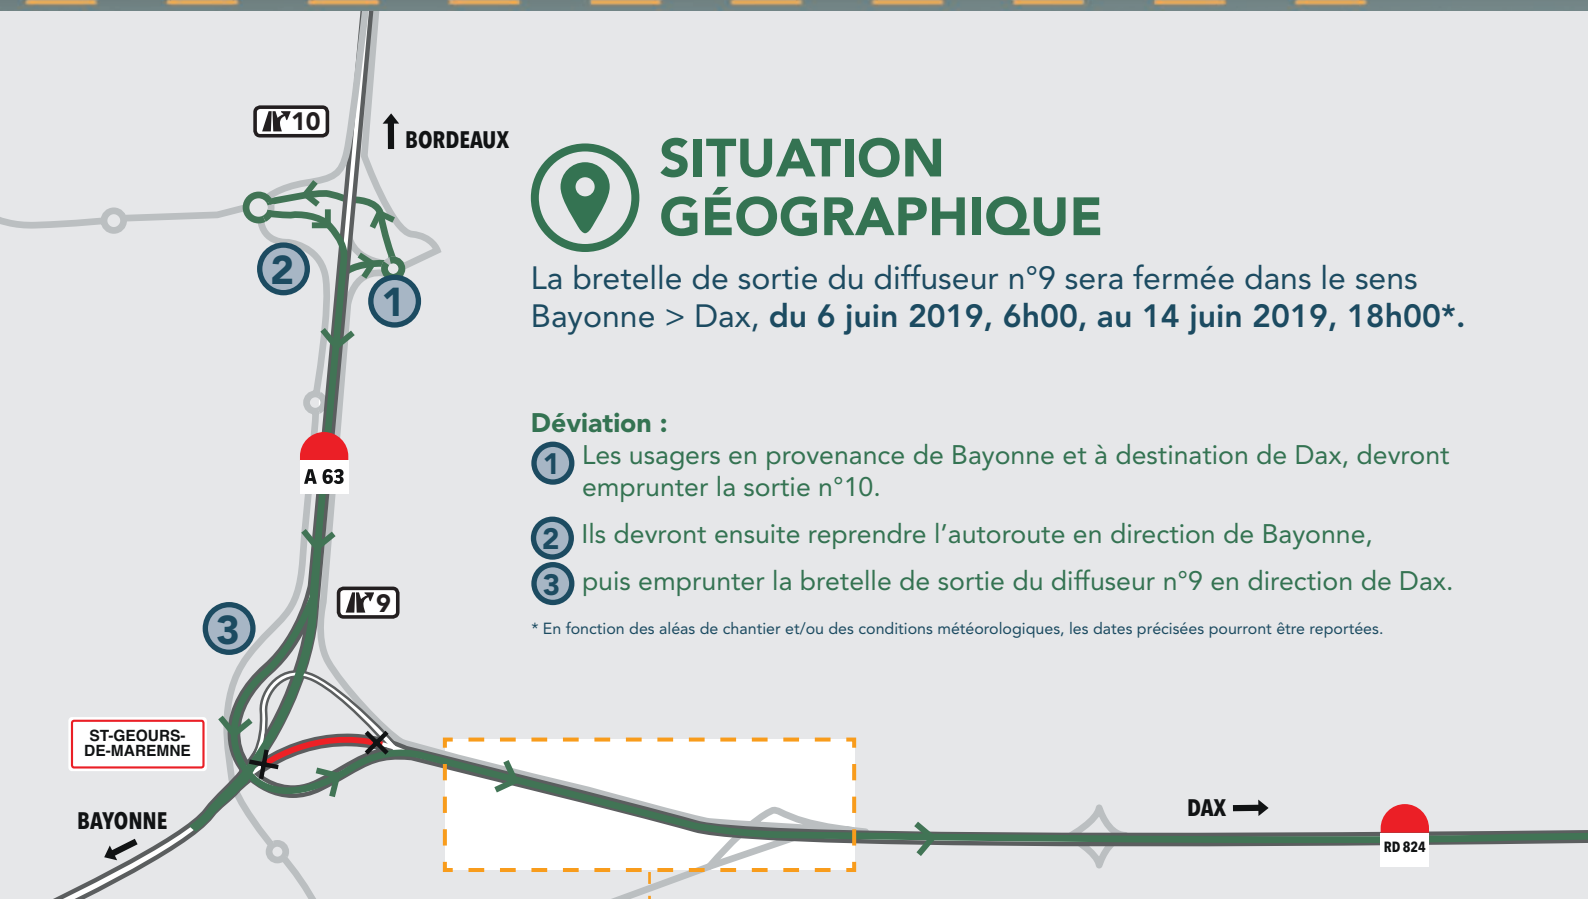 10
BORDEAUX
SITUATION
GÉOGRAPHIQUE
2
1
La bretelle de sortie du diffuseur n°9 sera fermée dans le sens
Bayonne > Dax, du 6 juin 2019, 6h00, au 14 juin 2019, 18h00*.
A 63
Déviation :
1 Les usagers en provenance de Bayonne et à destination de Dax, devront
emprunter la sortie n°10.
2 Ils devront ensuite reprendre l’autoroute en direction de Bayonne,
3 puis emprunter la bretelle de sortie du diffuseur n°9 en direction de Dax.
* En fonction des aléas de chantier et/ou des conditions météorologiques, les dates précisées pourront être reportées.
9
3
ST-GEOURS-
DE-MAREMNE
BAYONNE
DAX
RD 824